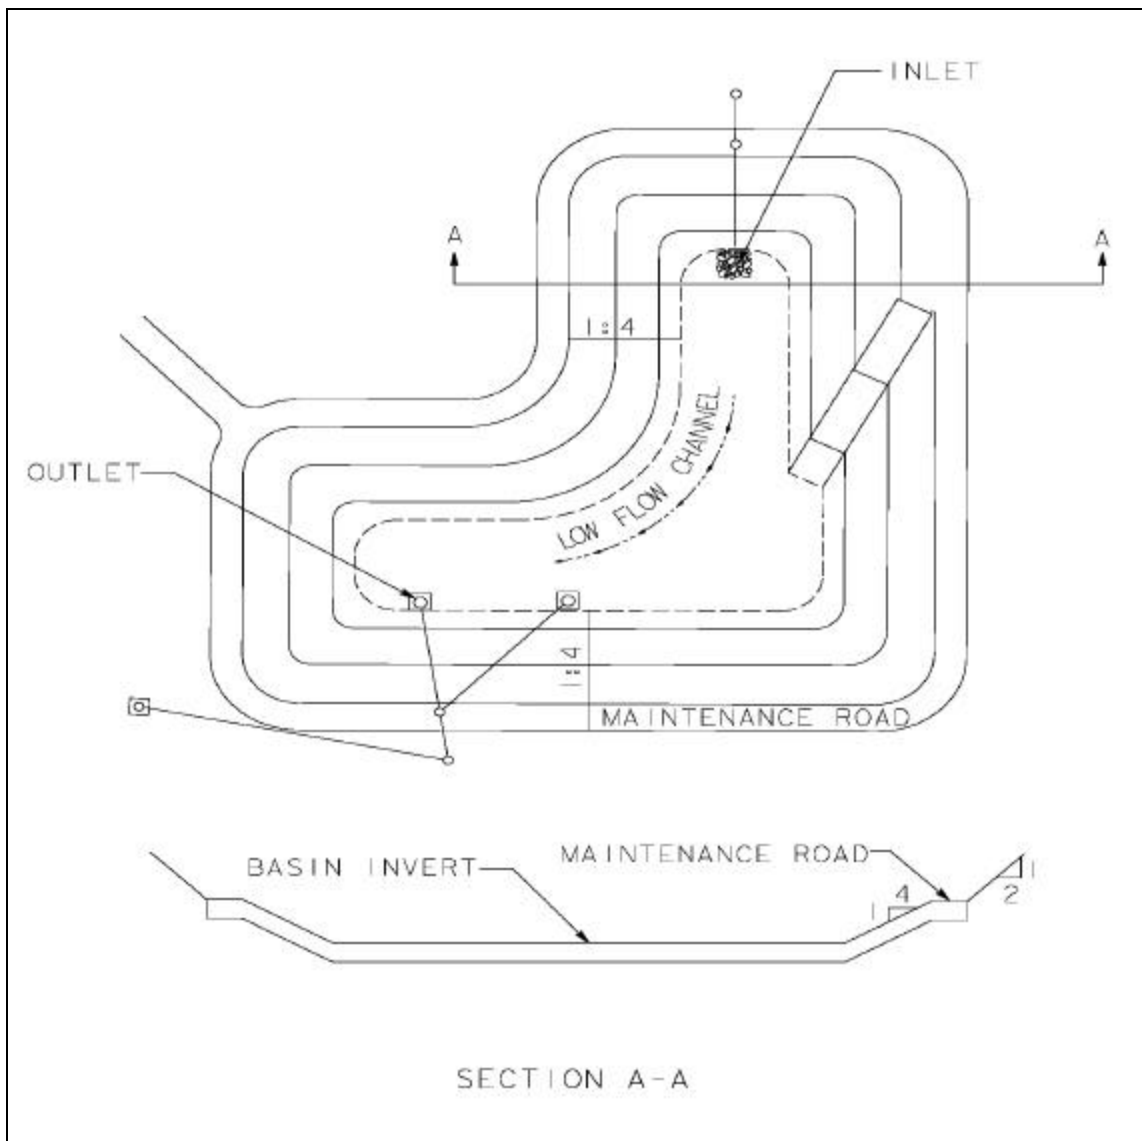 INLET
A
A
1:4
LOW FLOW CHANNEL
OUTLET
1:4
MAINTENANCE ROAD
MAINTENANCE ROAD
BASIN INVERT
4
1
1
2
SECTION A-A